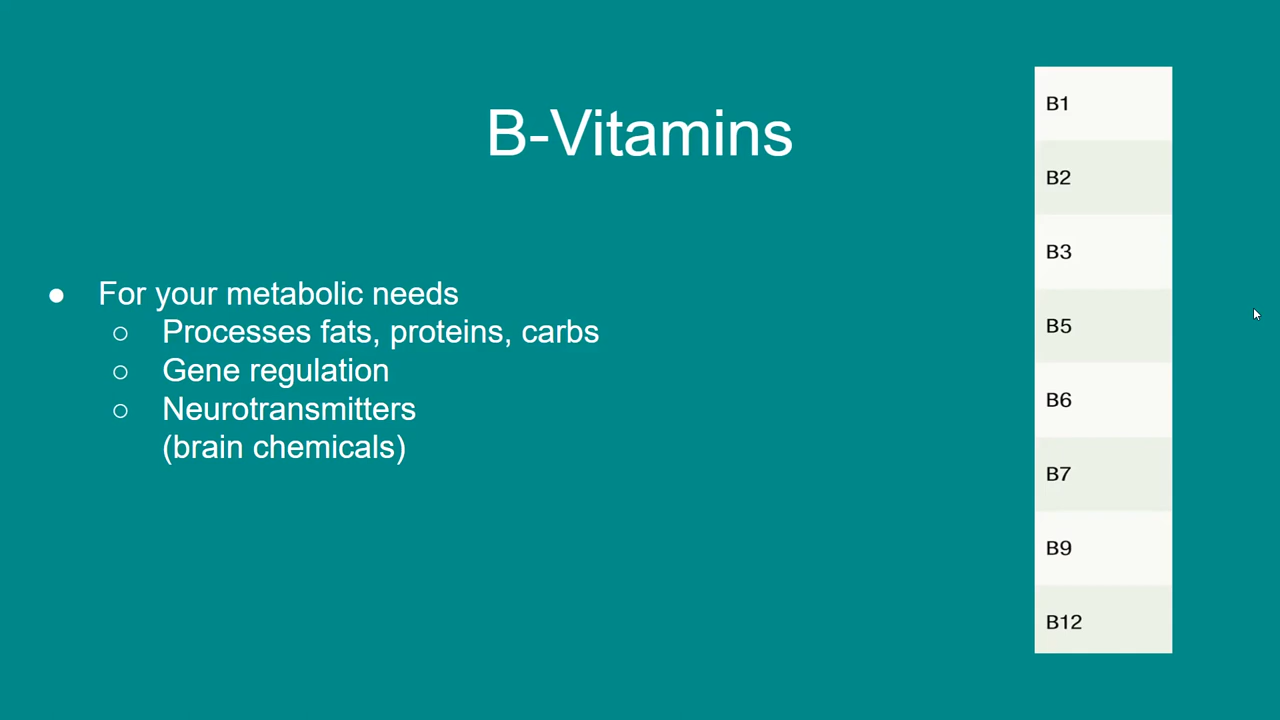 B-Vitamins
● For your metabolic needs
○ Processes fats, proteins, carbs
○ Gene regulation
○ Neurotransmitters
(brain chemicals)
B1
B2
B3
B5
B6
B7
B9
B12